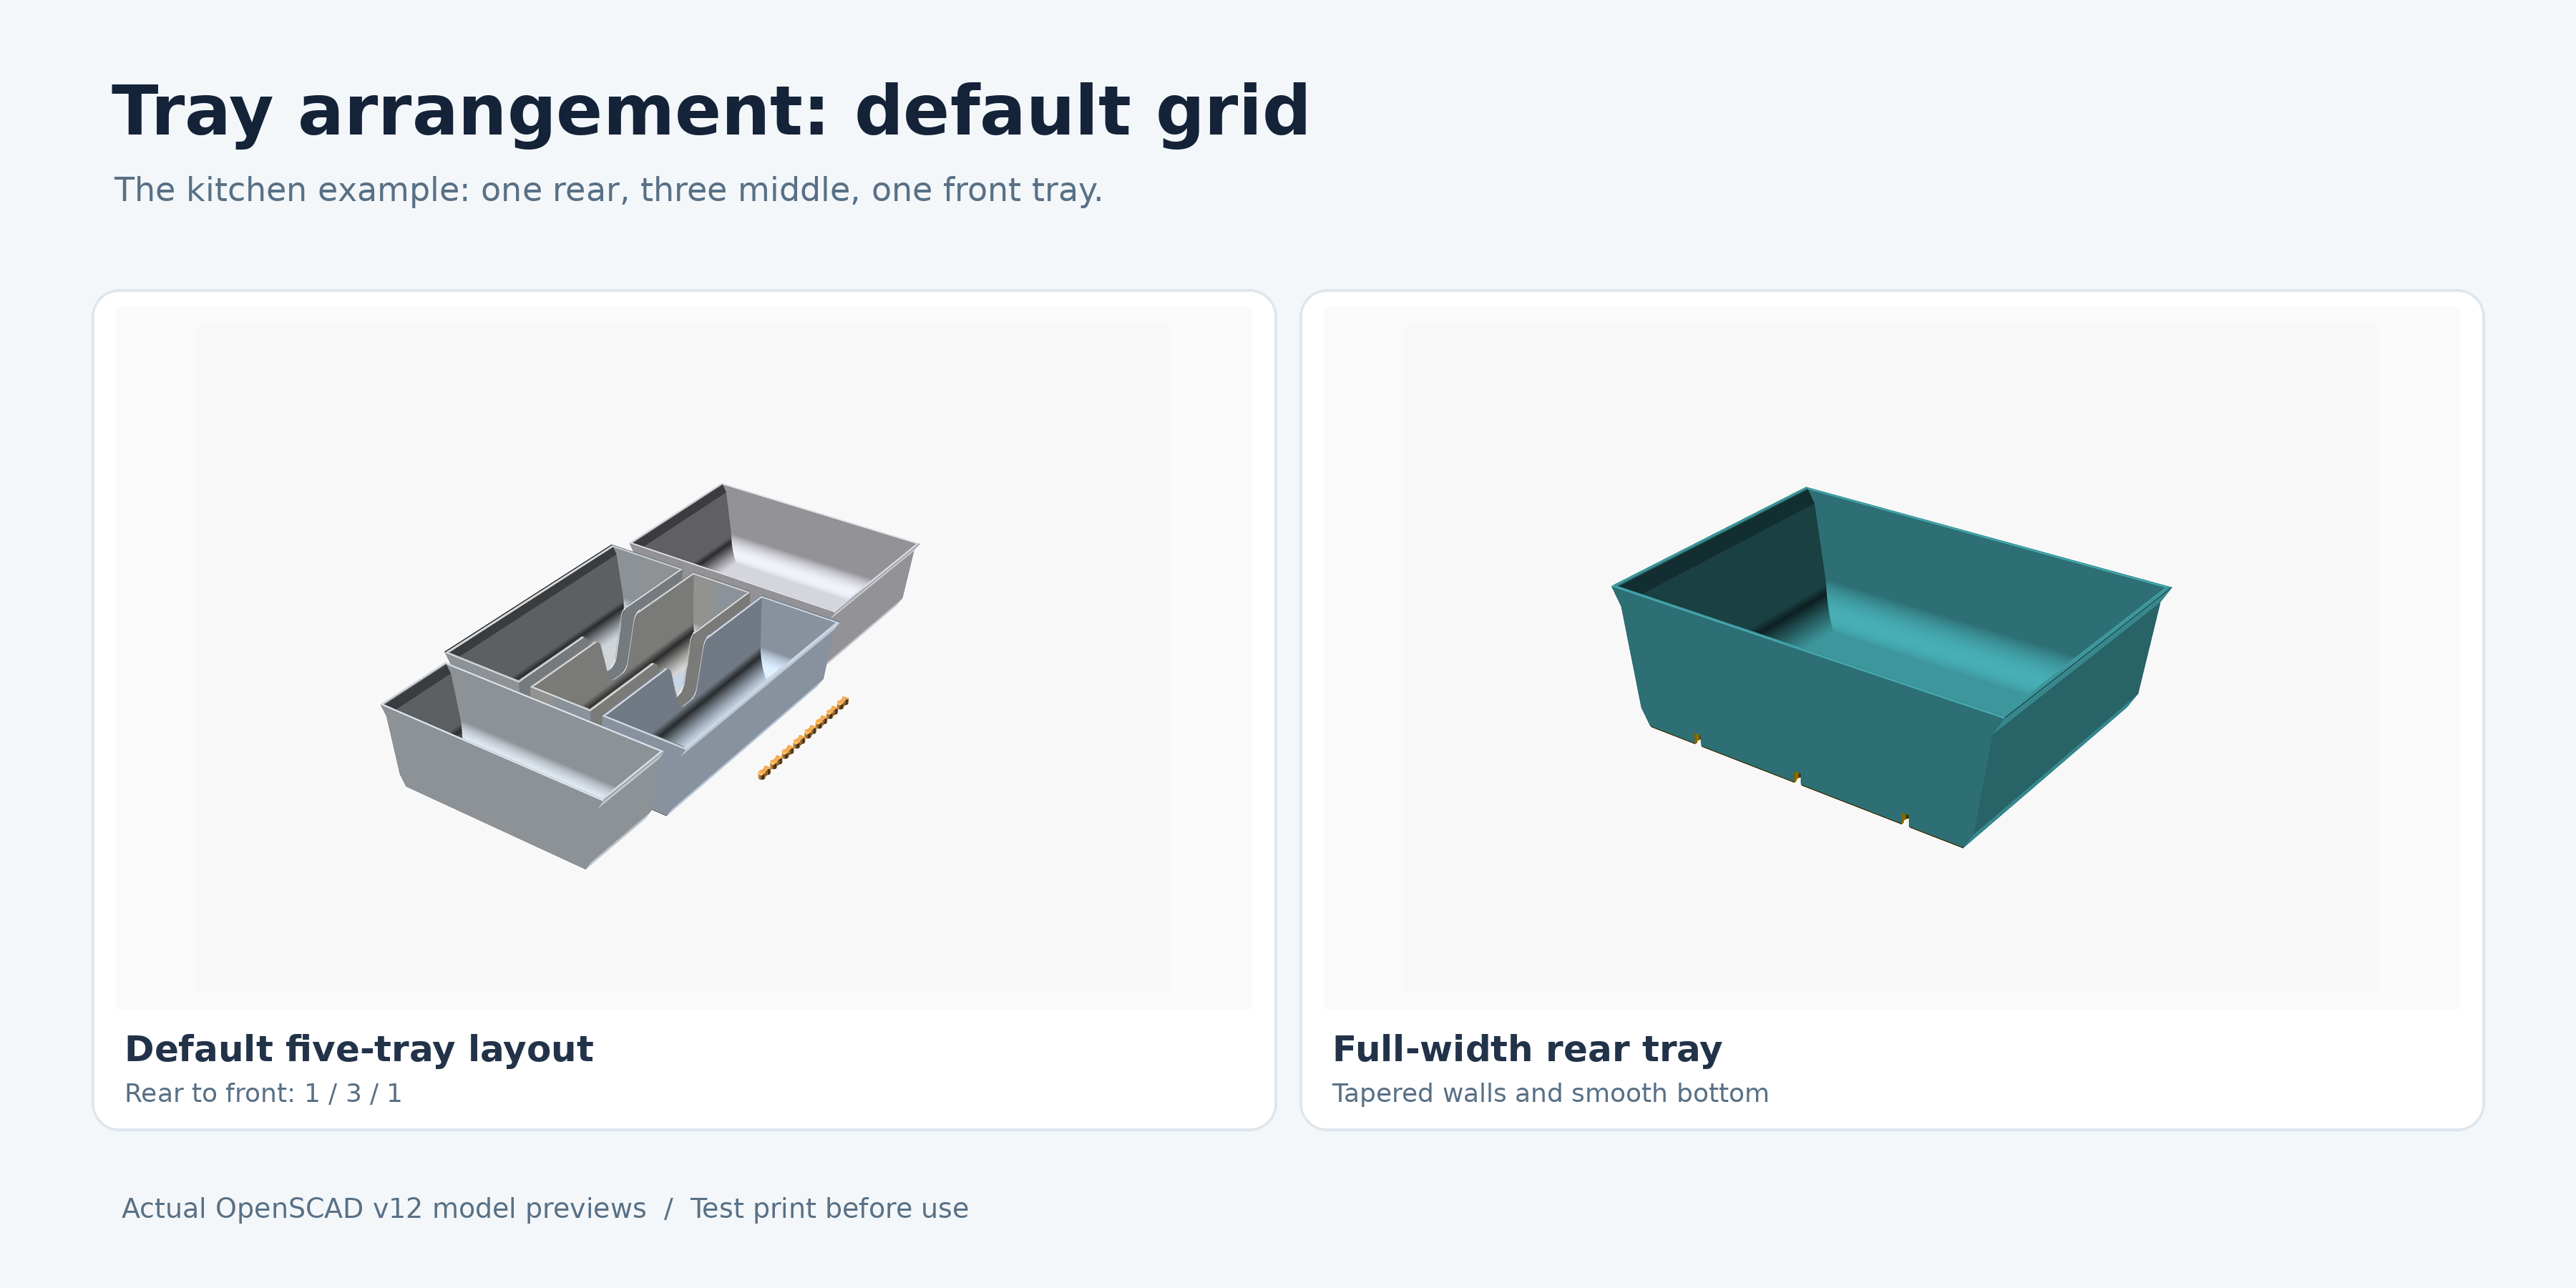 Tray arrangement: default grid
The kitchen example: one rear, three middle, one front tray.
Default five-tray layout
Rear to front: 1 / 3 / 1
Full-width rear tray
Tapered walls and smooth bottom
Actual OpenSCAD v12 model previews / Test print before use